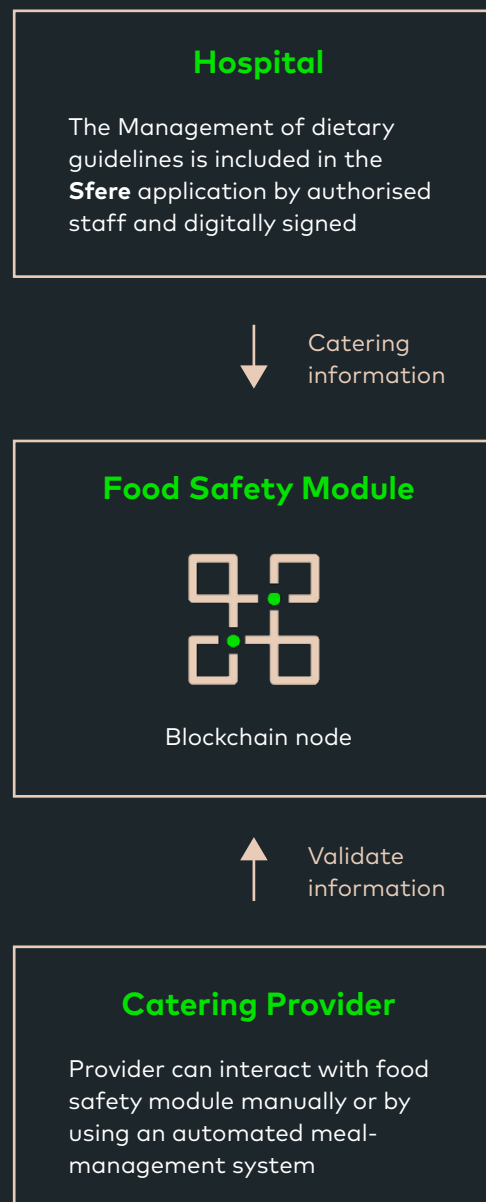 Hospital
The Management of dietary
guidelines is included in the
Sfere application by authorised
staff and digitally signed
Catering
information
Food Safety Module
Blockchain node
Validate
information
Catering Provider
Provider can interact with food
safety module manually or by
using an automated meal-
management system